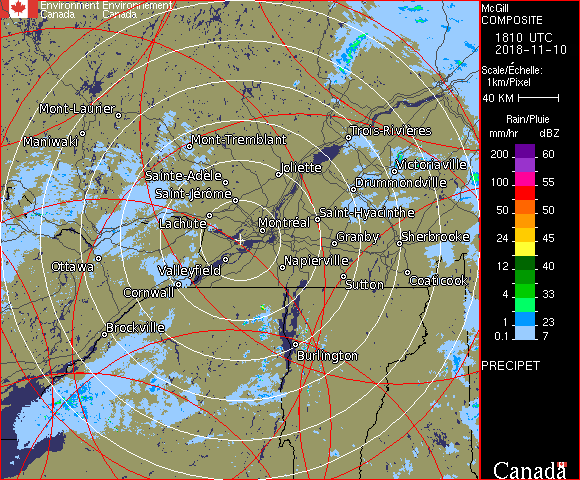 Environment Environnement
Canada Canada
McGill
COMPOSITE
1810 UTC
2018-11-10
Scale/Échelle:
1km/Pixel
40 KM
Rain/Pluie
mm/hr dBZ
200 60
100 55
50 50
24 45
12 40
4 33
1 23
0.1 7
PRECIPET
Canada
Mont-Laurier
Maniwaki
Mont-Tremblant
Trois-Rivières
Sainte-Adèle
Joliette
Victoriaville
Saint-Jérôme
Drummondville
Lachute
Montréal
Saint-Hyacinthe
Granby
Sherbrooke
Ottawa
Valleyfield
Napierville
Cornwall
Sutton
Coaticook
Brockville
Burlington